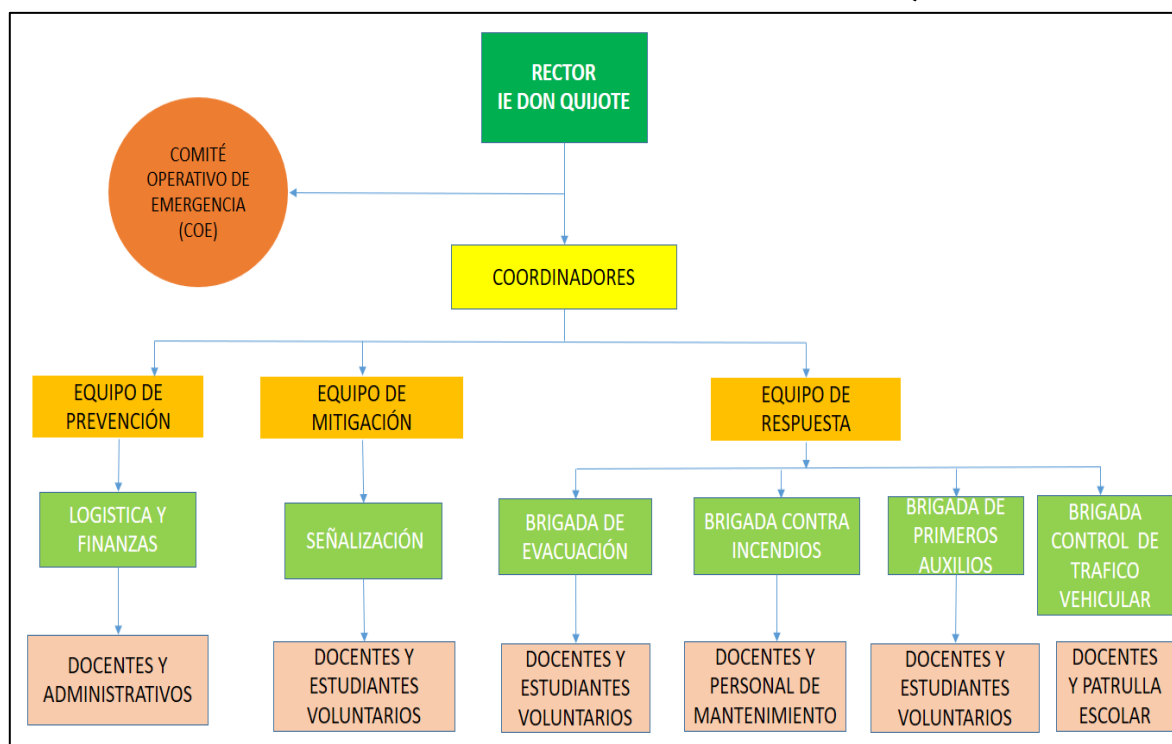 RECTOR
IE DON QUIJOTE
COMITÉ
OPERATIVO DE
EMERGENCIA
(COE)
COORDINADORES
EQUIPO DE
PREVENCIÓN
EQUIPO DE
MITIGACIÓN
EQUIPO DE
RESPUESTA
LOGISTICA Y
FINANZAS
SEÑALIZACIÓN
BRIGADA DE
EVACUACIÓN
BRIGADA CONTRA
INCENDIOS
BRIGADA DE
PRIMEROS
AUXILIOS
BRIGADA
CONTROL DE
TRAFICO
VEHICULAR
DOCENTES Y
ADMINISTRATIVOS
DOCENTES Y
ESTUDIANTES
VOLUNTARIOS
DOCENTES Y
ESTUDIANTES
VOLUNTARIOS
DOCENTES Y
PERSONAL DE
MANTENIMIENTO
DOCENTES Y
ESTUDIANTES
VOLUNTARIOS
DOCENTES
Y PATRULLA
ESCOLAR